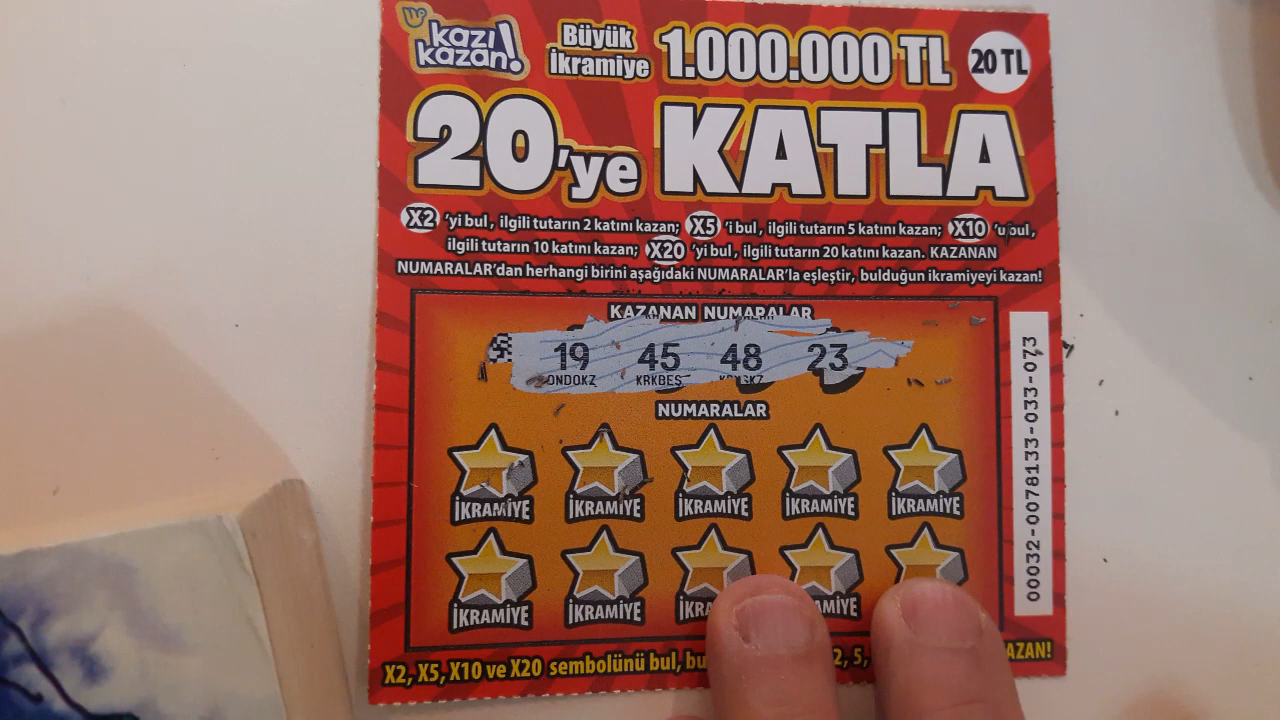 kazı
kazan!
Büyük
İkramiye
1.000.000 TL
20 TL
20'ye KATLA
X2 'yi bul, ilgili tutarın 2 katını kazan; X5 'i bul, ilgili tutarın 5 katını kazan; X10 'u bul,
ilgili tutarın 10 katını kazan; X20 'yi bul, ilgili tutarın 20 katını kazan. KAZANAN
NUMARALAR'dan herhangi birini aşağıdaki NUMARALAR'la eşleştir, bulduğun ikramiyeyi kazan!
KAZANAN NUMARALAR
19 45 48 23
ONDOKZ KRKBEŞ
NUMARALAR
İKRAMİYE İKRAMİYE İKRAMİYE İKRAMİYE İKRAMİYE
İKRAMİYE İKRAMİYE
X2, X5, X10 ve X20 sembolünü bul, 2, 5,
00032-0078133-033-073